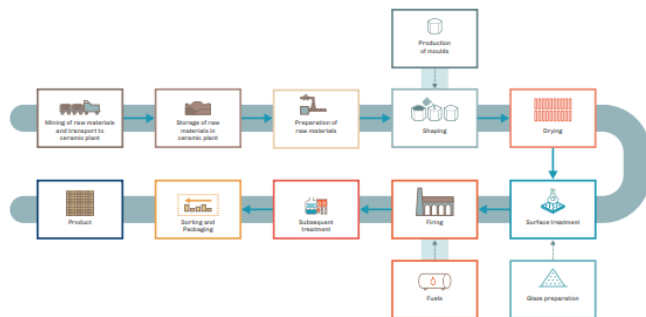 Production
of moulds
Mining of raw materials
and transport to
ceramic plant
Storage of raw
materials in
ceramic plant
Preparation of
raw materials
Shaping
Drying
Product
Sorting and
Packaging
Subsequent
treatment
Firing
Surface treatment
Fuels
Glaze preparation